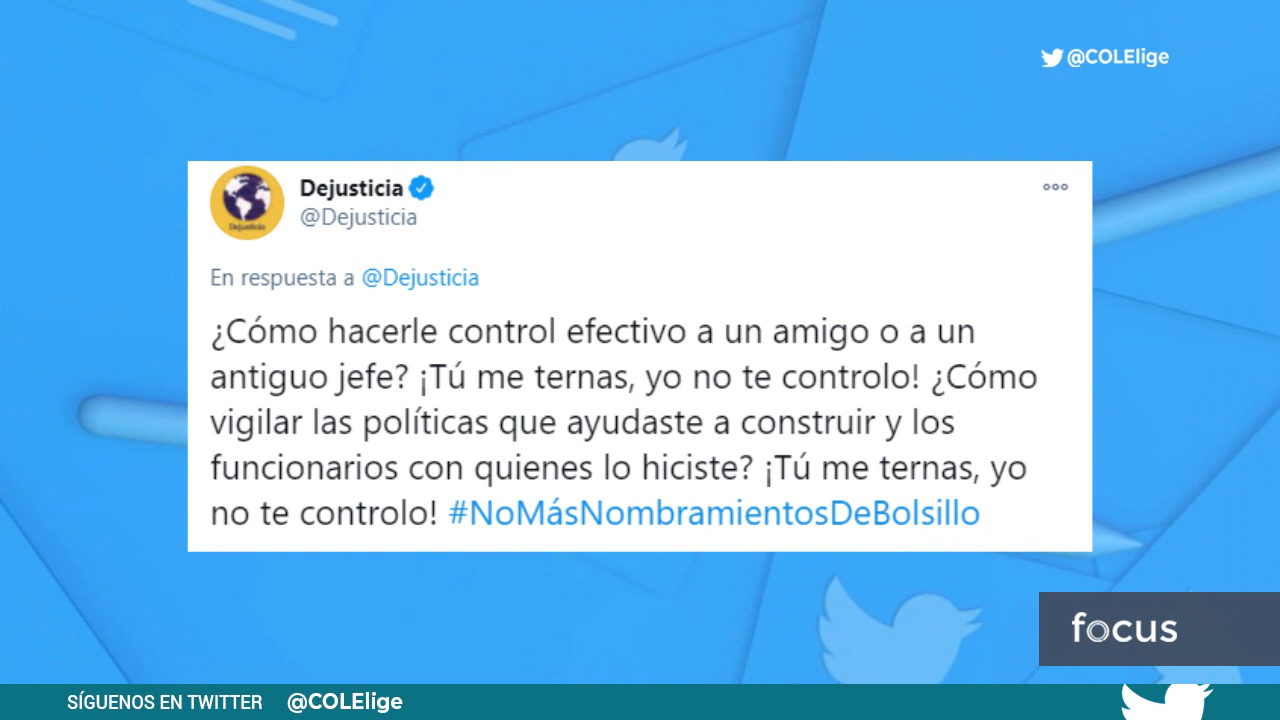 @COLElige
Dejusticia
@Dejusticia
Dejusticia
En respuesta a @Dejusticia
¿Cómo hacerle control efectivo a un amigo o a un
antiguo jefe? ¡Tú me ternas, yo no te controlo! ¿Cómo
vigilar las políticas que ayudaste a construir y los
funcionarios con quienes lo hiciste? ¡Tú me ternas, yo
no te controlo! #NoMásNombramientosDeBolsillo
focus
SÍGUENOS EN TWITTER @COLElige